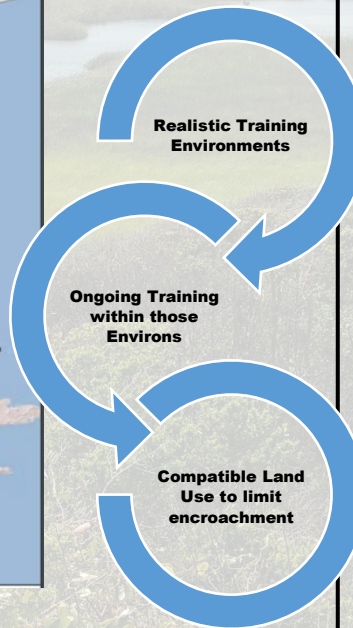 Realistic Training
Environments
Ongoing Training
within those
Environs
Compatible Land
Use to limit
encroachment